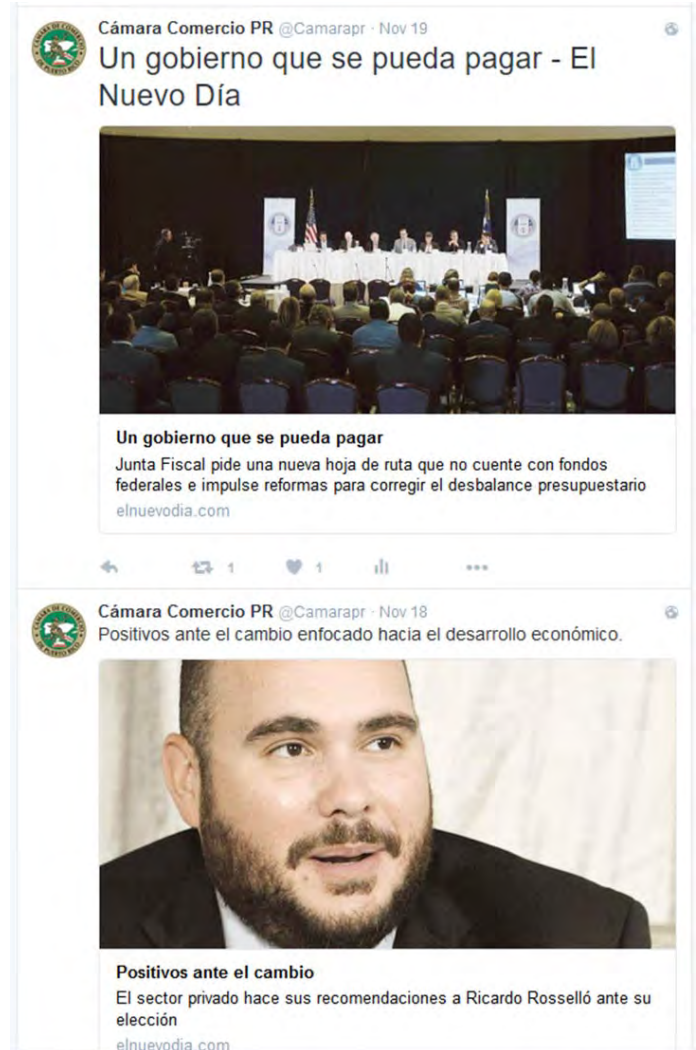 Cámara Comercio PR @Camarapr · Nov 19
Un gobierno que se pueda pagar - El
Nuevo Día
Un gobierno que se pueda pagar
Junta Fiscal pide una nueva hoja de ruta que no cuente con fondos
federales e impulse reformas para corregir el desbalance presupuestario
elnuevodia.com
1 1
Cámara Comercio PR @Camarapr · Nov 18
Positivos ante el cambio enfocado hacia el desarrollo económico.
Positivos ante el cambio
El sector privado hace sus recomendaciones a Ricardo Rosselló ante su
elección
elnuevodia.com